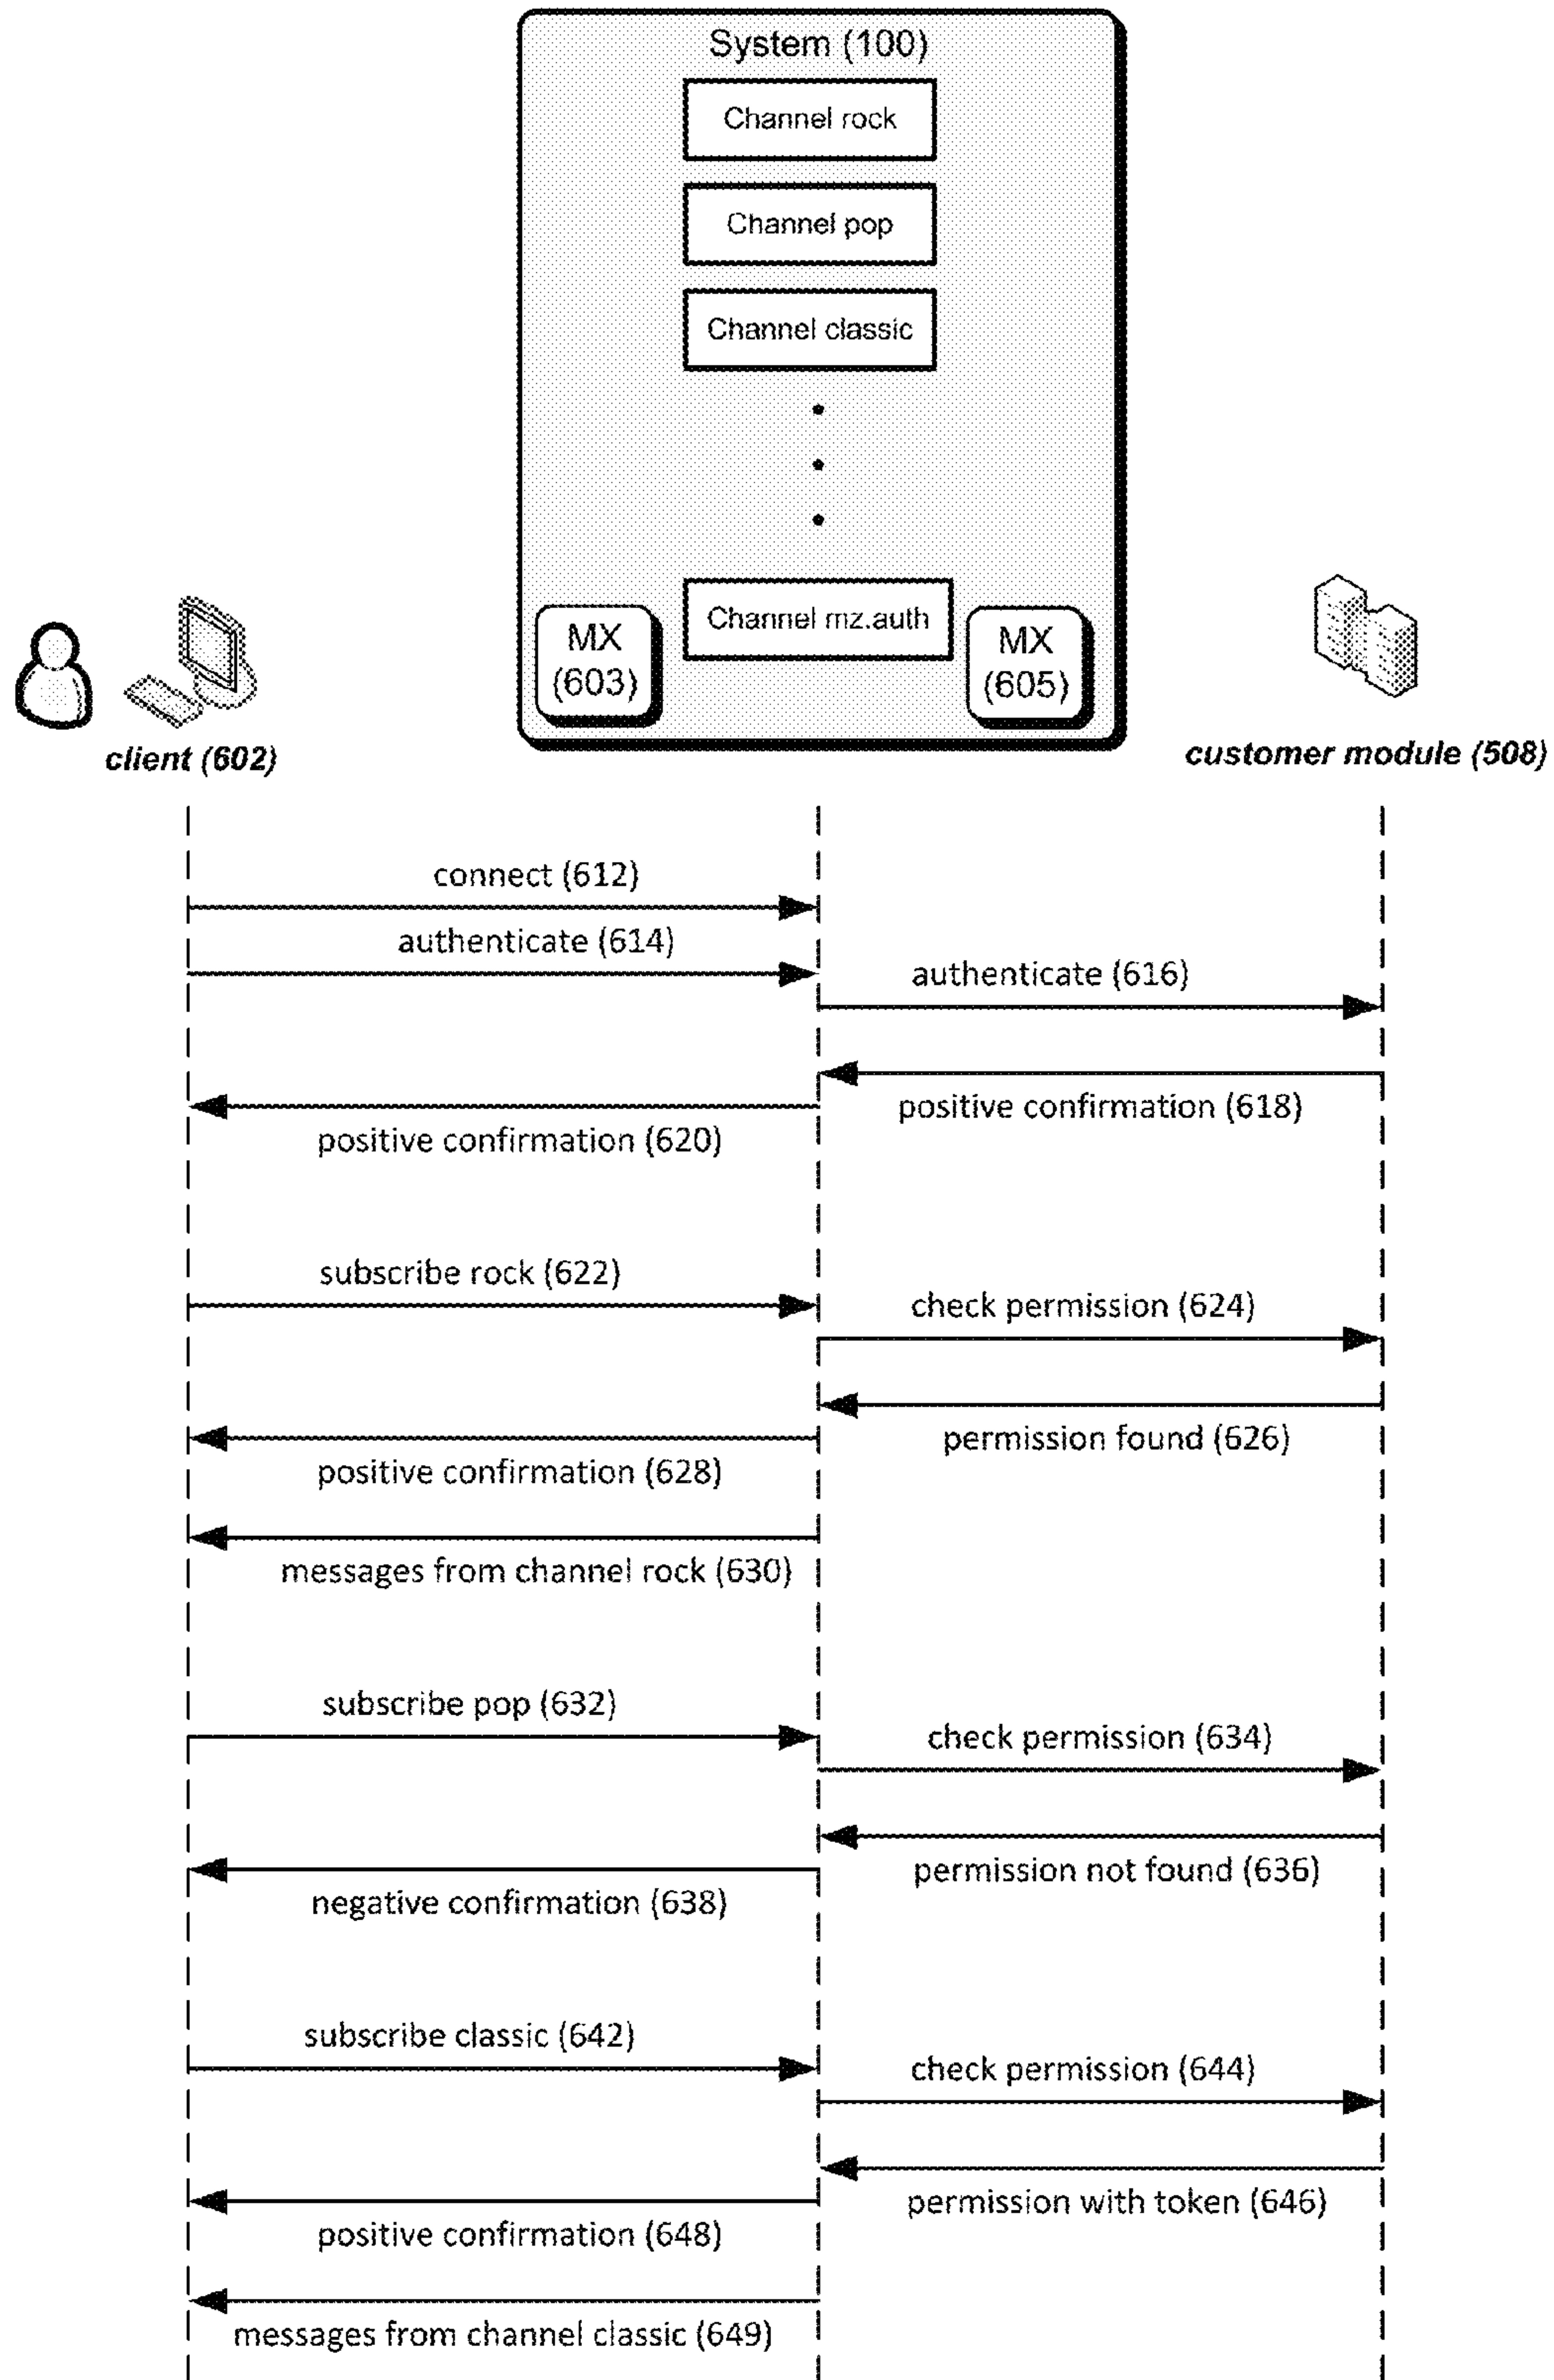 System (100)
Channel rock
Channel pop
Channel classic
Channel mz.auth
MX
(603)
MX
(605)
client (602)
customer module (508)
connect (612)
authenticate (614)
authenticate (616)
positive confirmation (618)
positive confirmation (620)
subscribe rock (622)
check permission (624)
permission found (626)
positive confirmation (628)
messages from channel rock (630)
subscribe pop (632)
check permission (634)
permission not found (636)
negative confirmation (638)
subscribe classic (642)
check permission (644)
permission with token (646)
positive confirmation (648)
messages from channel classic (649)